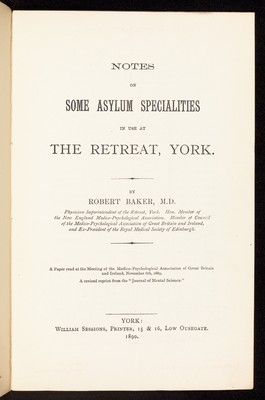 NOTES
ON
SOME ASYLUM SPECIALITIES
IN USE AT
THE RETREAT, YORK.
BY
ROBERT BAKER, M.D.
Physician Superintendent of the Retreat, York. Hon. Member of
the New England Medico-Psychological Association. Member of Council
of the Medico-Psychological Association of Great Britain and Ireland,
and Ex-President of the Royal Medical Society of Edinburgh.
A Paper read at the Meeting of the Medico-Psychological Association of Great Britain
and Ireland, November 6th, 1889.
A revised reprint from the "Journal of Mental Science."
YORK:
WILLIAM SESSIONS, PRINTER, 15 & 16, LOW OUSEGATE.
1890.